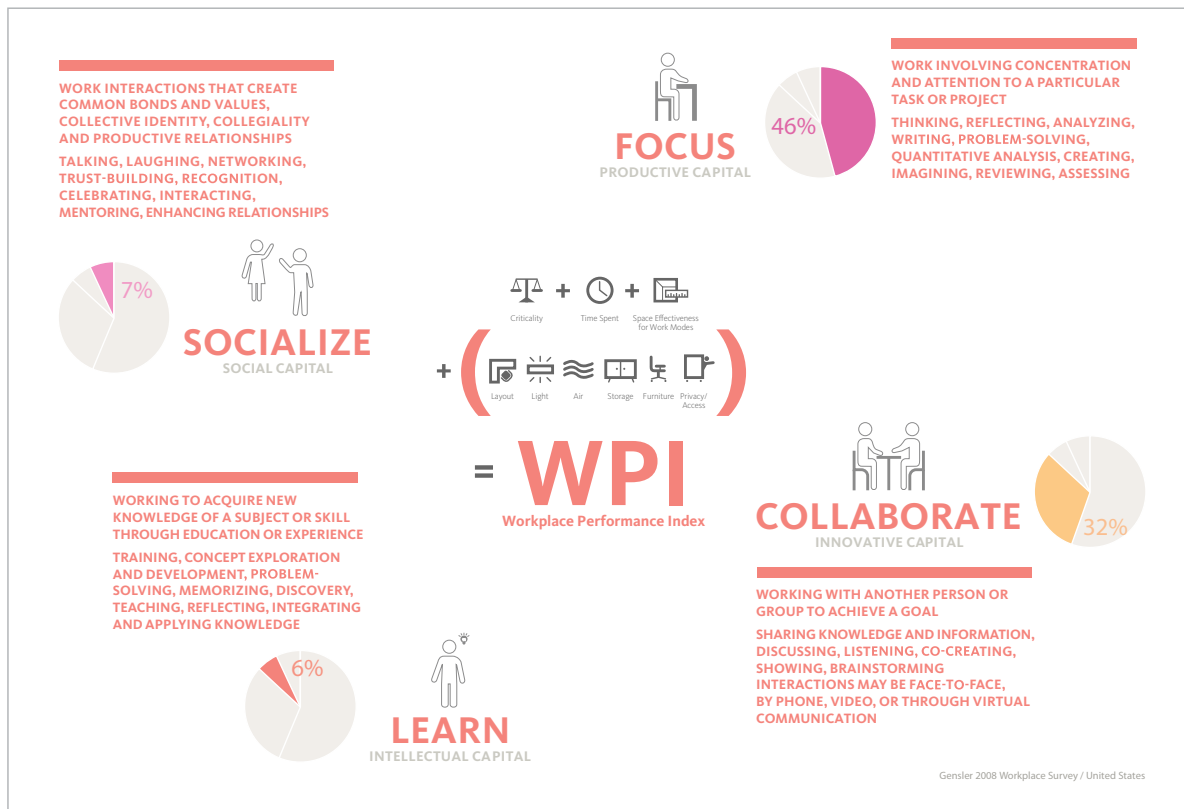 WORK INTERACTIONS THAT CREATE
COMMON BONDS AND VALUES,
COLLECTIVE IDENTITY, COLLEGIALITY
AND PRODUCTIVE RELATIONSHIPS
TALKING, LAUGHING, NETWORKING,
TRUST-BUILDING, RECOGNITION,
CELEBRATING, INTERACTING,
MENTORING, ENHANCING RELATIONSHIPS
7%
SOCIALIZE
SOCIAL CAPITAL
46%
FOCUS
PRODUCTIVE CAPITAL
WORK INVOLVING CONCENTRATION
AND ATTENTION TO A PARTICULAR
TASK OR PROJECT
THINKING, REFLECTING, ANALYZING,
WRITING, PROBLEM-SOLVING,
QUANTITATIVE ANALYSIS, CREATING,
IMAGINING, REVIEWING, ASSESSING
+ +
Criticality Time Spent Space Effectiveness
for Work Modes
+ ( )
Layout Light Air Storage Furniture Privacy/
Access
= WPI
Workplace Performance Index
WORKING TO ACQUIRE NEW
KNOWLEDGE OF A SUBJECT OR SKILL
THROUGH EDUCATION OR EXPERIENCE
TRAINING, CONCEPT EXPLORATION
AND DEVELOPMENT, PROBLEM-
SOLVING, MEMORIZING, DISCOVERY,
TEACHING, REFLECTING, INTEGRATING
AND APPLYING KNOWLEDGE
6%
LEARN
INTELLECTUAL CAPITAL
COLLABORATE
INNOVATIVE CAPITAL
32%
WORKING WITH ANOTHER PERSON OR
GROUP TO ACHIEVE A GOAL
SHARING KNOWLEDGE AND INFORMATION,
DISCUSSING, LISTENING, CO-CREATING,
SHOWING, BRAINSTORMING
INTERACTIONS MAY BE FACE-TO-FACE,
BY PHONE, VIDEO, OR THROUGH VIRTUAL
COMMUNICATION
Gensler 2008 Workplace Survey / United States